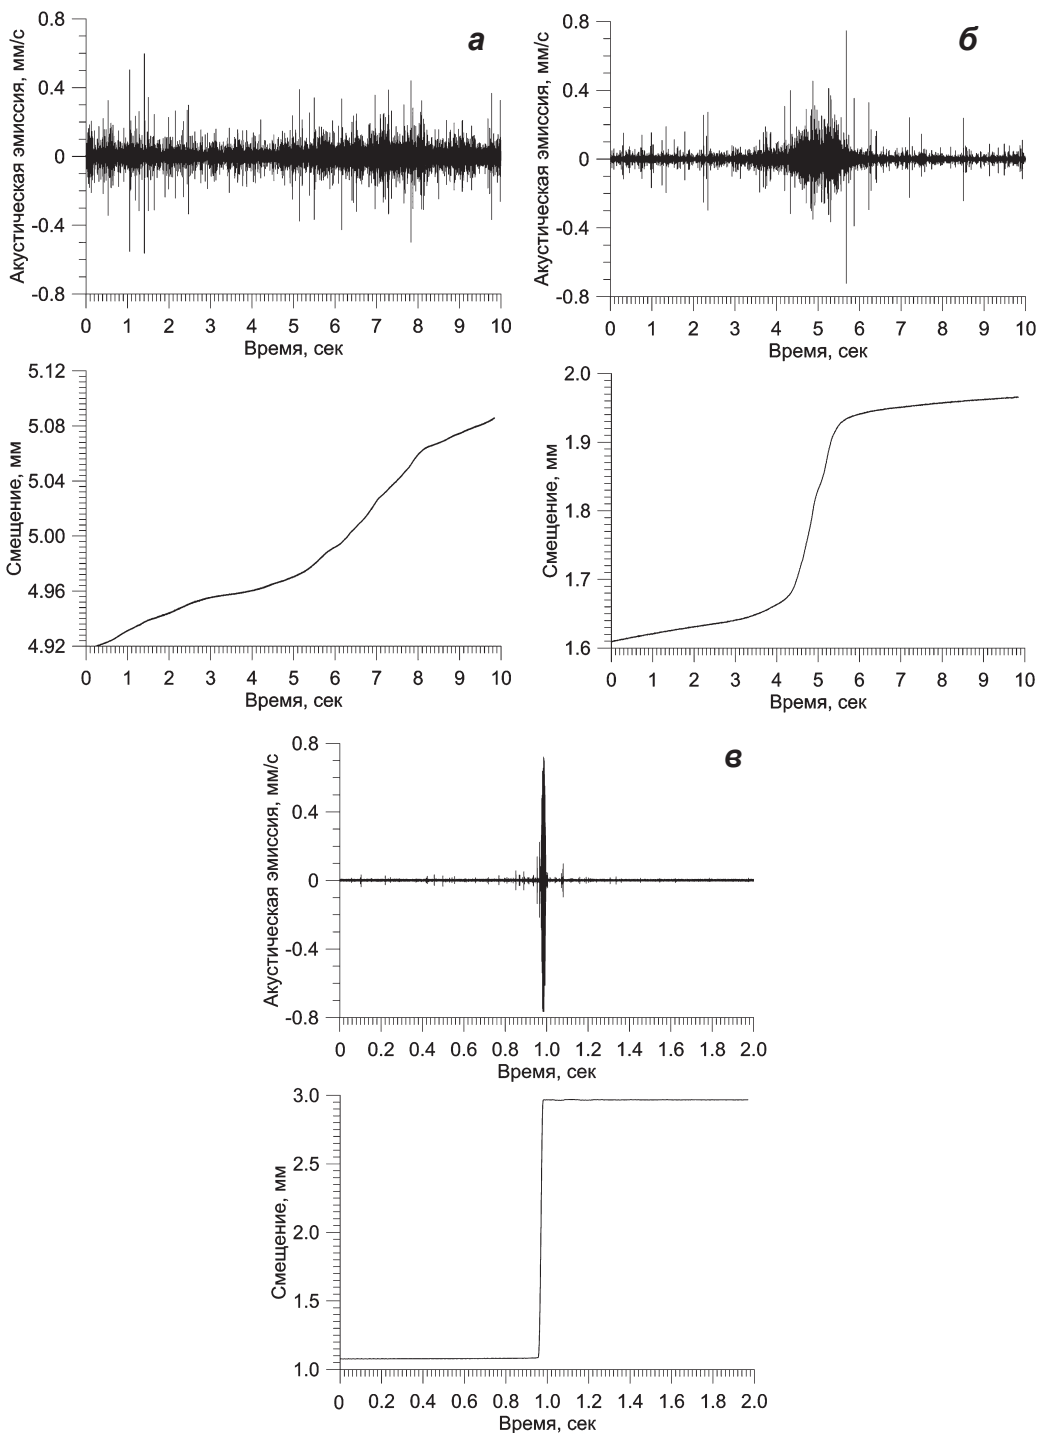 а
Акустическая эмиссия, мм/с
0.8
0.4
0
-0.4
-0.8
0 1 2 3 4 5 6 7 8 9 10
Время, сек
б
Акустическая эмиссия, мм/с
0.8
0.4
0
-0.4
-0.8
0 1 2 3 4 5 6 7 8 9 10
Время, сек
Смещение, мм
5.12
5.08
5.04
5.00
4.96
4.92
0 1 2 3 4 5 6 7 8 9 10
Время, сек
Смещение, мм
2.0
1.9
1.8
1.7
1.6
0 1 2 3 4 5 6 7 8 9 10
Время, сек
в
Акустическая эмиссия, мм/с
0.8
0.4
0
-0.4
-0.8
0 0.2 0.4 0.6 0.8 1.0 1.2 1.4 1.6 1.8 2.0
Время, сек
Смещение, мм
3.0
2.5
2.0
1.5
1.0
0 0.2 0.4 0.6 0.8 1.0 1.2 1.4 1.6 1.8 2.0
Время, сек